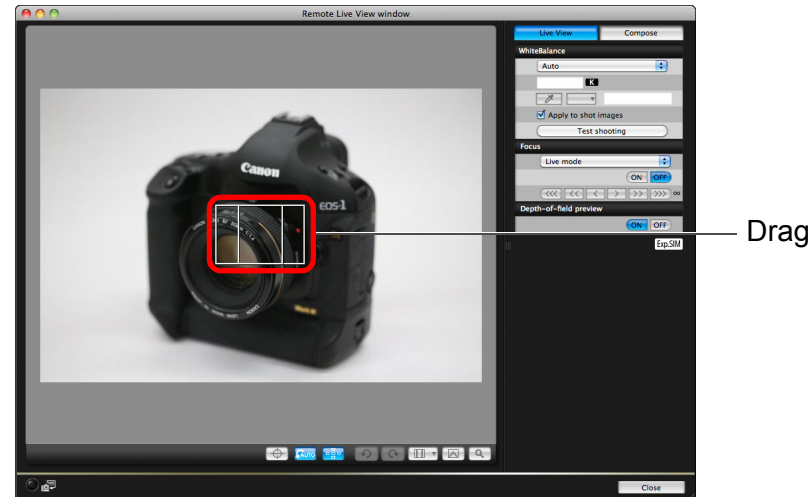 Remote Live View window
Live View
Compose
WhiteBalance
Auto
K
Apply to shot images
Test shooting
Focus
Live mode
ON OFF
<<< << < > >> >>> ∞
Depth-of-field preview
ON OFF
Exp.SIM
Canon
EOS-1
Drag
AUTO
Close